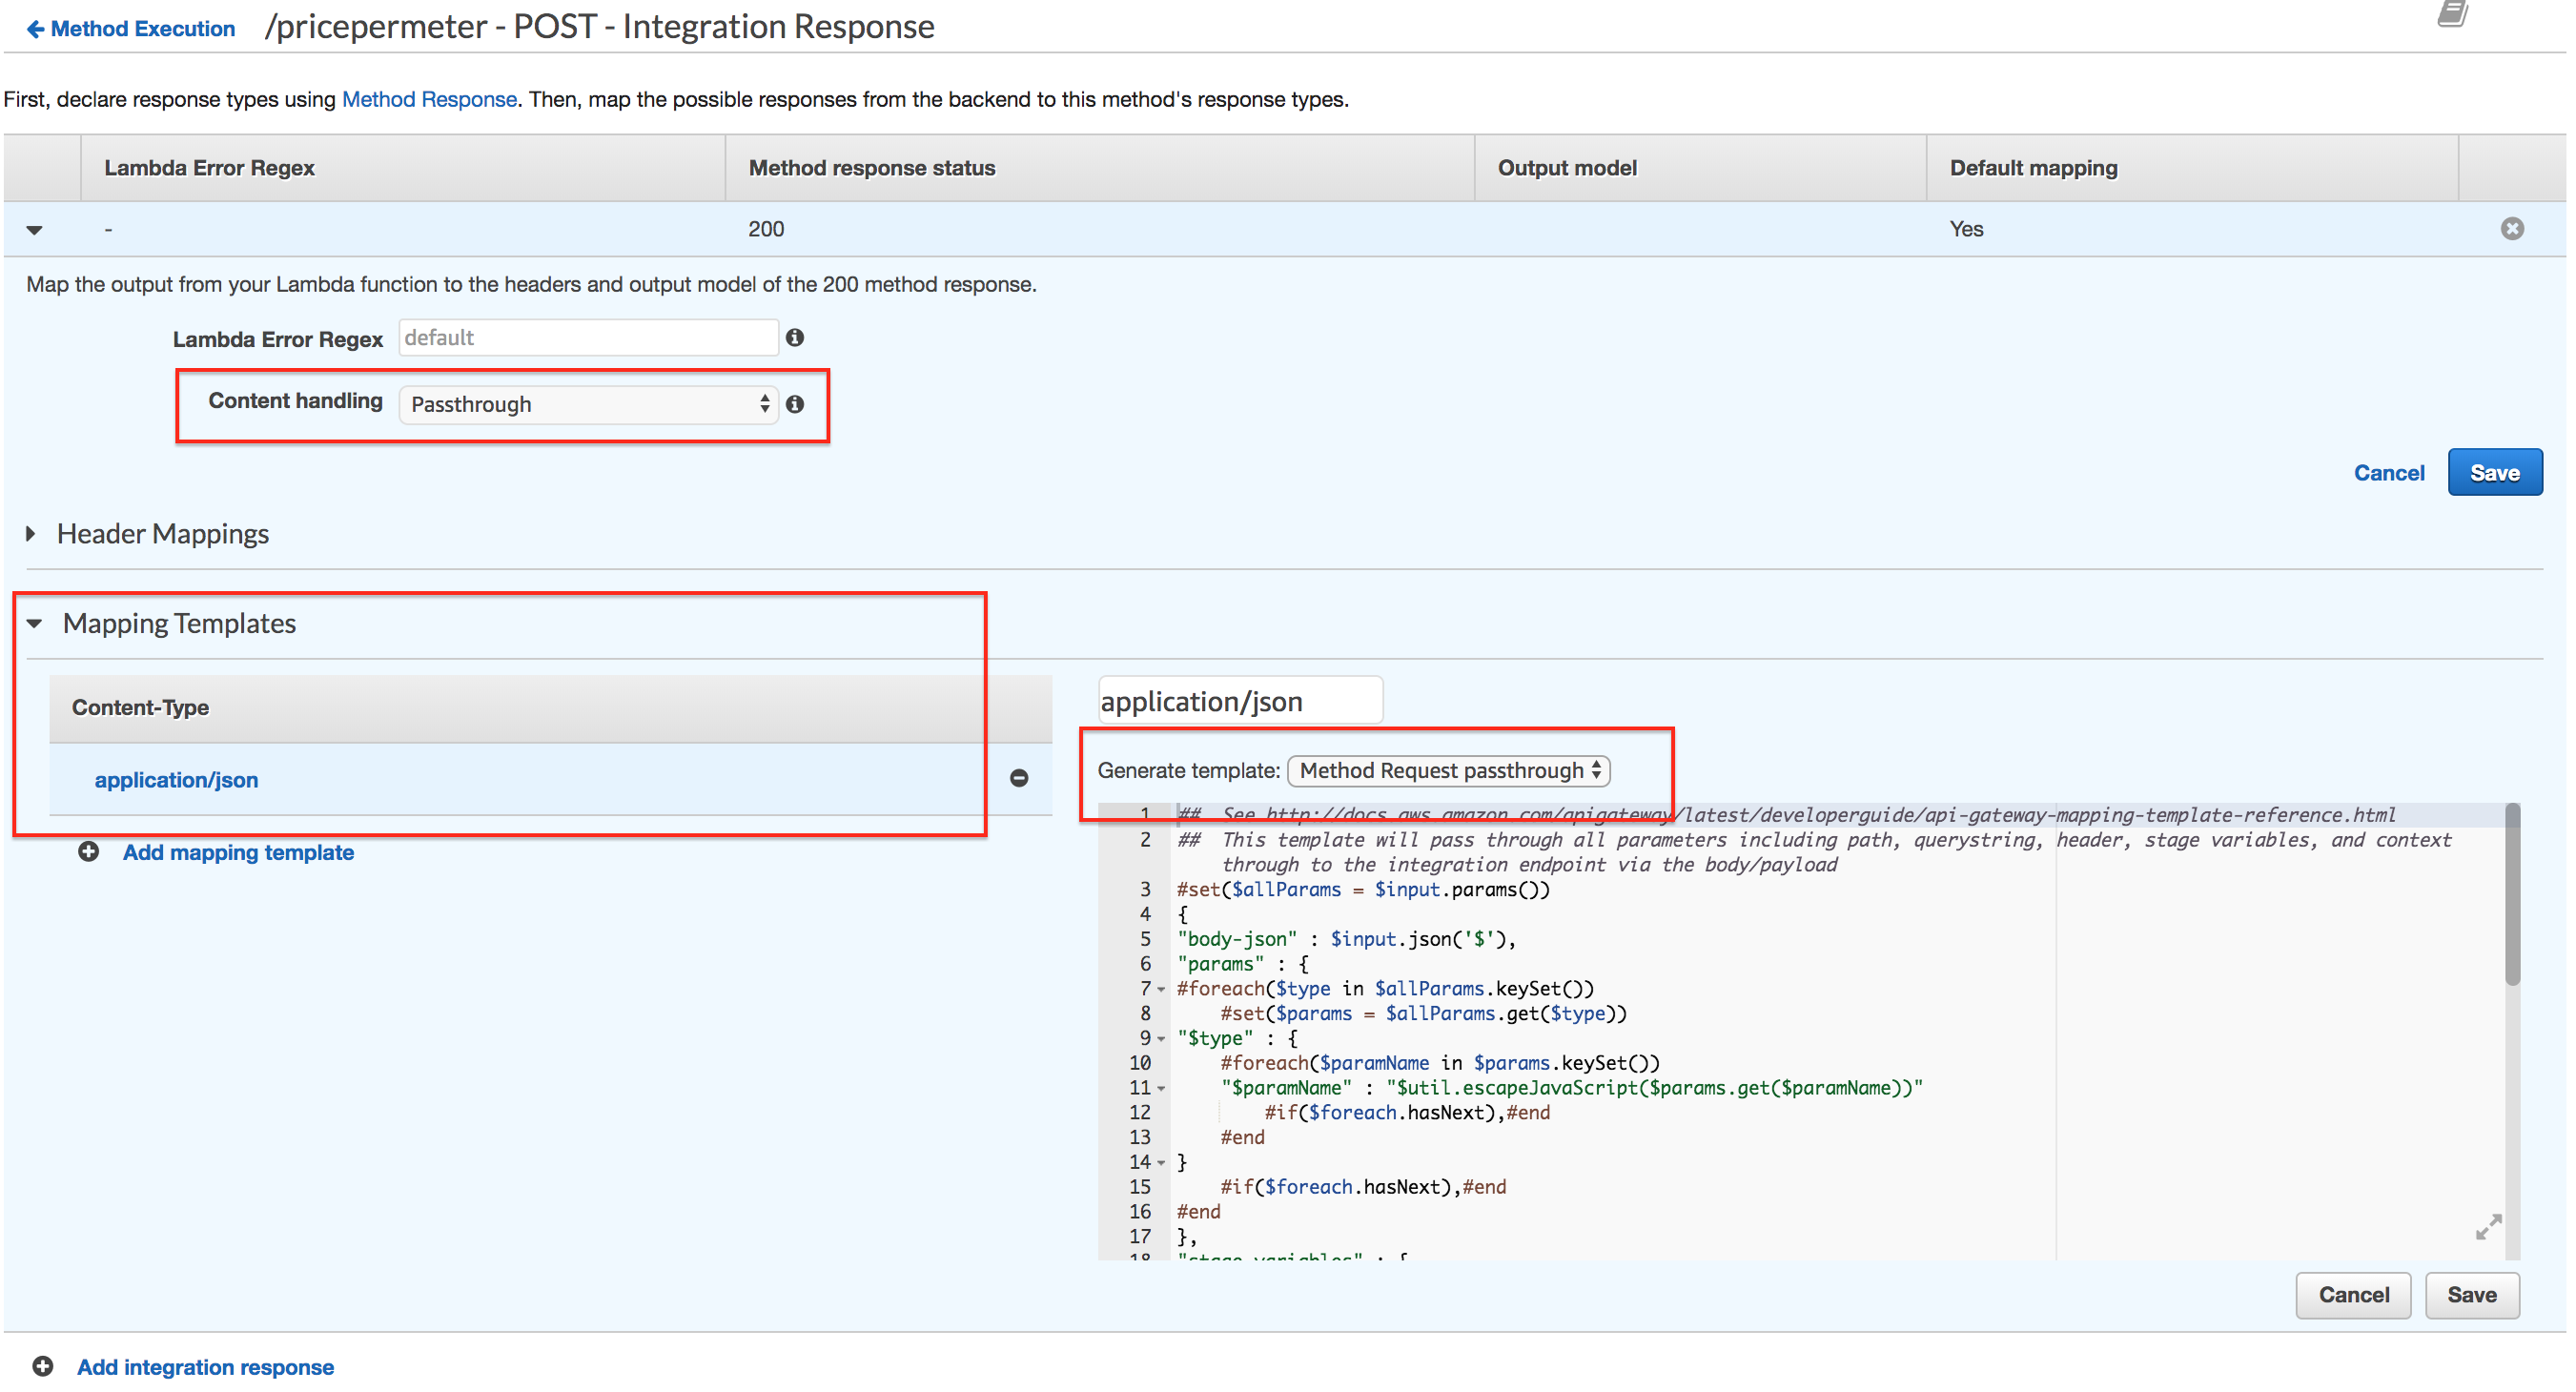 Method Execution /pricepermeter - POST - Integration Response
First, declare response types using Method Response. Then, map the possible responses from the backend to this method's response types.
Lambda Error Regex Method response status Output model Default mapping
- 200 Yes
Map the output from your Lambda function to the headers and output model of the 200 method response.
Lambda Error Regex default
Content handling Passthrough
Cancel Save
Header Mappings
Mapping Templates
Content-Type
application/json
Add mapping template
application/json
Generate template: Method Request passthrough
1 ## See http://docs.aws.amazon.com/apigateway/latest/developerguide/api-gateway-mapping-template-reference.html
2 ## This template will pass through all parameters including path, querystring, header, stage variables, and context
through to the integration endpoint via the body/payload
3 #set($allParams = $input.params())
4 {
5 "body-json" : $input.json('$'),
6 "params" : {
7 #foreach($type in $allParams.keySet())
8 #set($params = $allParams.get($type))
9 "$type" : {
10 #foreach($paramName in $params.keySet())
11 "$paramName" : "$util.escapeJavaScript($params.get($paramName))"
12 #if($foreach.hasNext),#end
13 #end
14 }
15 #if($foreach.hasNext),#end
16 #end
17 },
18 "stage-variables" : {
Cancel Save
Add integration response